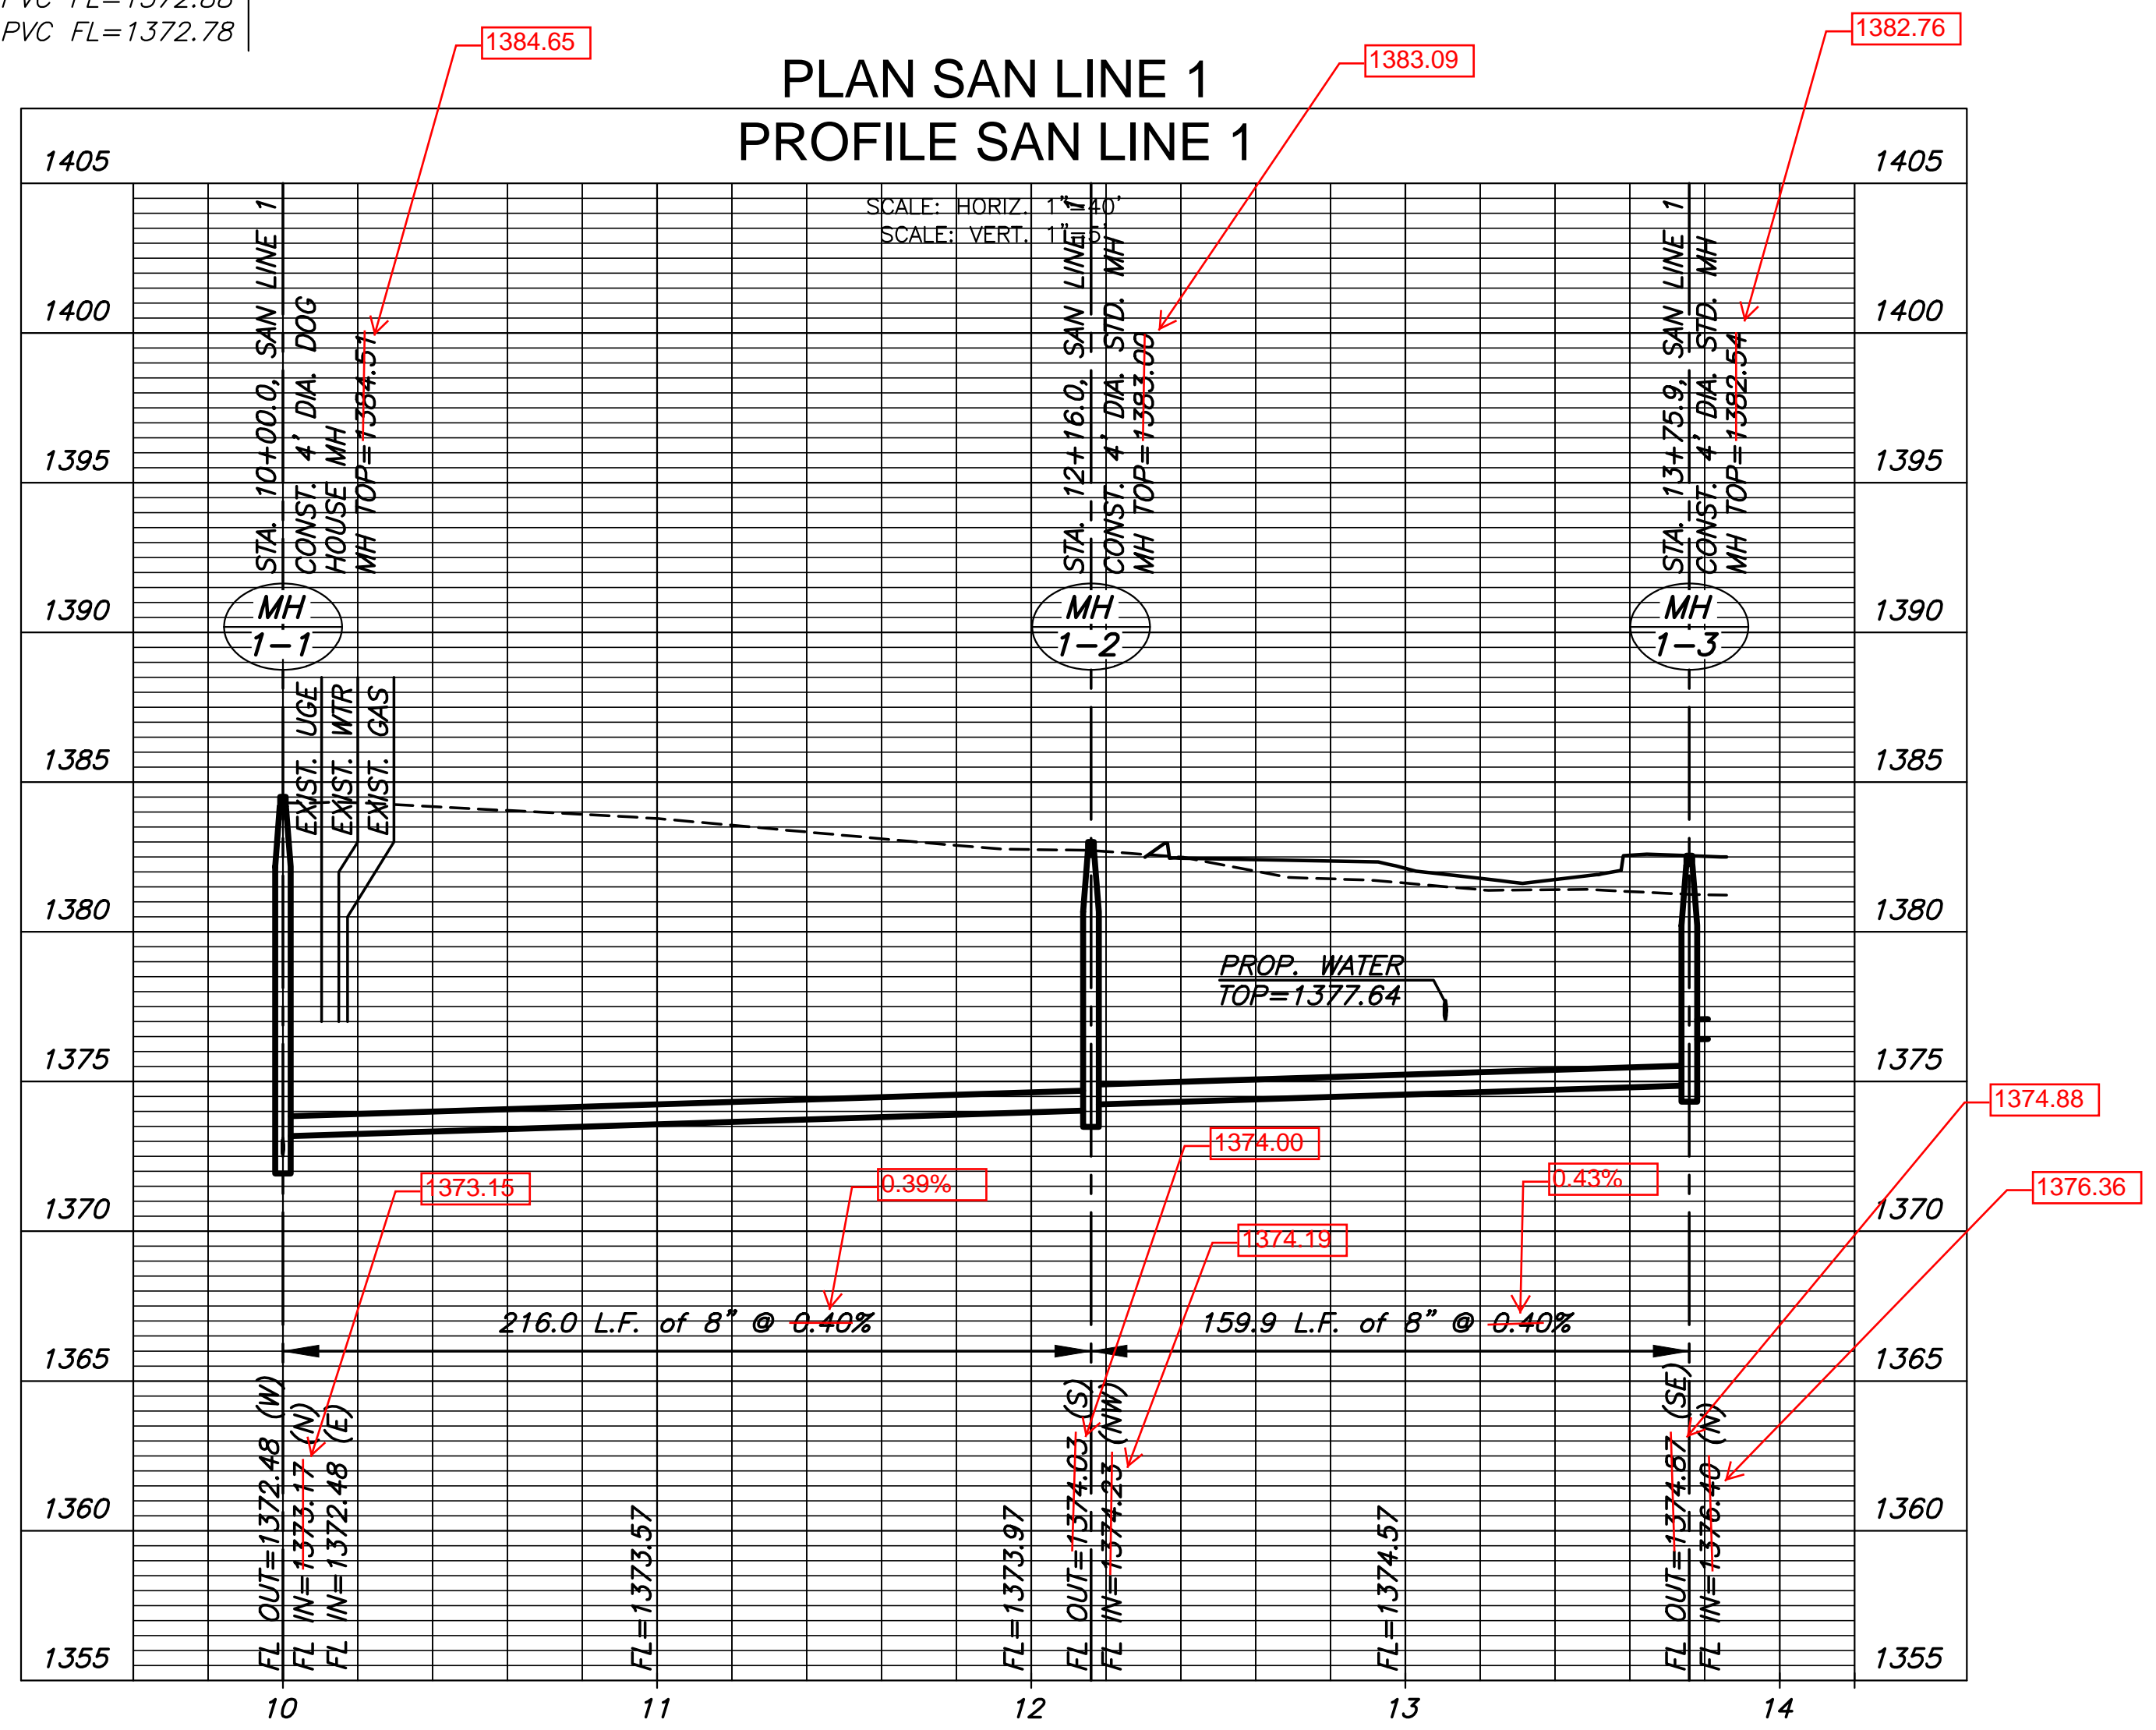 PVC FL=1372.78
1384.65
1383.09
1382.76
PLAN SAN LINE 1
PROFILE SAN LINE 1
SCALE: HORIZ. 1"=40'
SCALE: VERT. 1"=5'
1405
1400
1395
1390
1385
1380
1375
1370
1365
1360
1355
1405
1400
1395
1390
1385
1380
1375
1370
1365
1360
1355
STA. 10+00.0, SAN LINE 1
CONST. 4' DIA. DOG
HOUSE MH
MH TOP=1384.51
STA. 12+16.0, SAN LINE 1
CONST. 4' DIA. STD. MH
MH TOP=1383.00
STA. 13+75.9, SAN LINE 1
CONST. 4' DIA. STD. MH
MH TOP=1382.54
MH
1-1
MH
1-2
MH
1-3
EXIST. UGE
EXIST. WTR
EXIST. GAS
PROP. WATER
TOP=1377.64
1373.15
0.39%
1374.00
1374.19
0.43%
1374.88
1376.36
216.0 L.F. of 8" @ 0.40%
159.9 L.F. of 8" @ 0.40%
FL OUT=1372.48 (W)
FL IN=1373.17 (N)
FL IN=1372.48 (E)
FL=1373.57
FL=1373.97
FL OUT=1374.03 (S)
FL IN=1374.23 (NW)
FL=1374.57
FL OUT=1374.87 (SE)
FL IN=1376.40 (N)
10
11
12
13
14